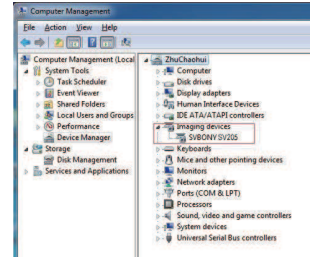 Computer Management
File Action View Help
Computer Management (Local
System Tools
Task Scheduler
Event Viewer
Shared Folders
Local Users and Groups
Performance
Device Manager
Storage
Disk Management
Services and Applications
ZhuChaohui
Computer
Disk drives
Display adapters
Human Interface Devices
IDE ATA/ATAPI controllers
Imaging devices
SVBONY SV205
Keyboards
Mice and other pointing devices
Monitors
Network adapters
Ports (COM & LPT)
Processors
Sound, video and game controllers
System devices
Universal Serial Bus controllers